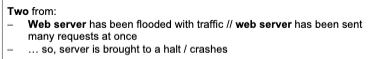 Two from:
– Web server has been flooded with traffic // web server has been sent
many requests at once
– … so, server is brought to a halt / crashes